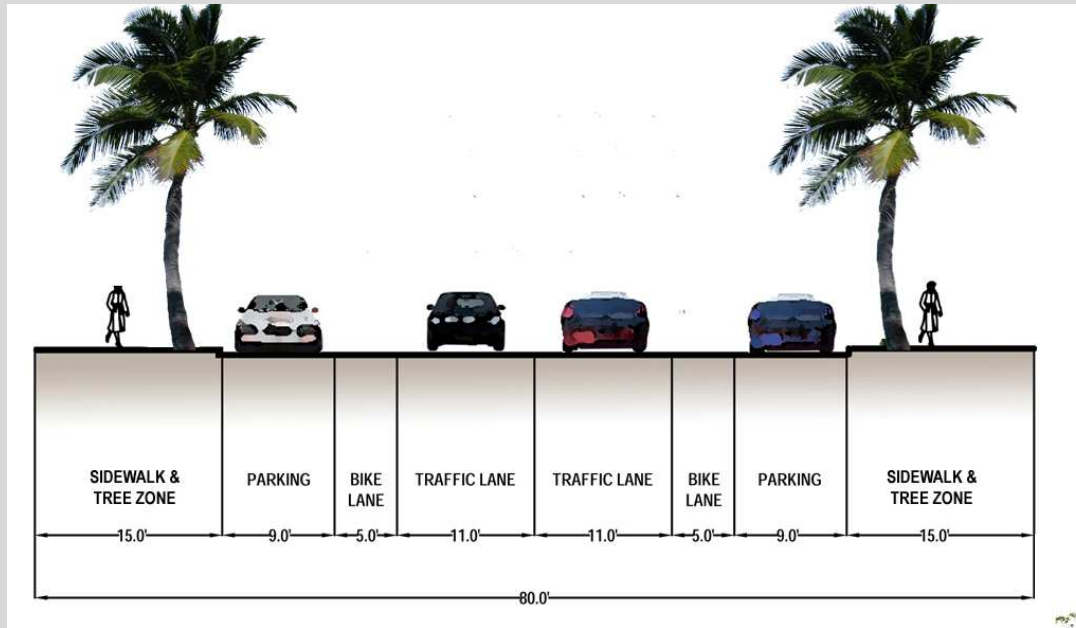 SIDEWALK &
TREE ZONE
PARKING
BIKE
LANE
TRAFFIC LANE
TRAFFIC LANE
BIKE
LANE
PARKING
SIDEWALK &
TREE ZONE
15.0'
9.0'
5.0'
11.0'
11.0'
5.0'
9.0'
15.0'
80.0'